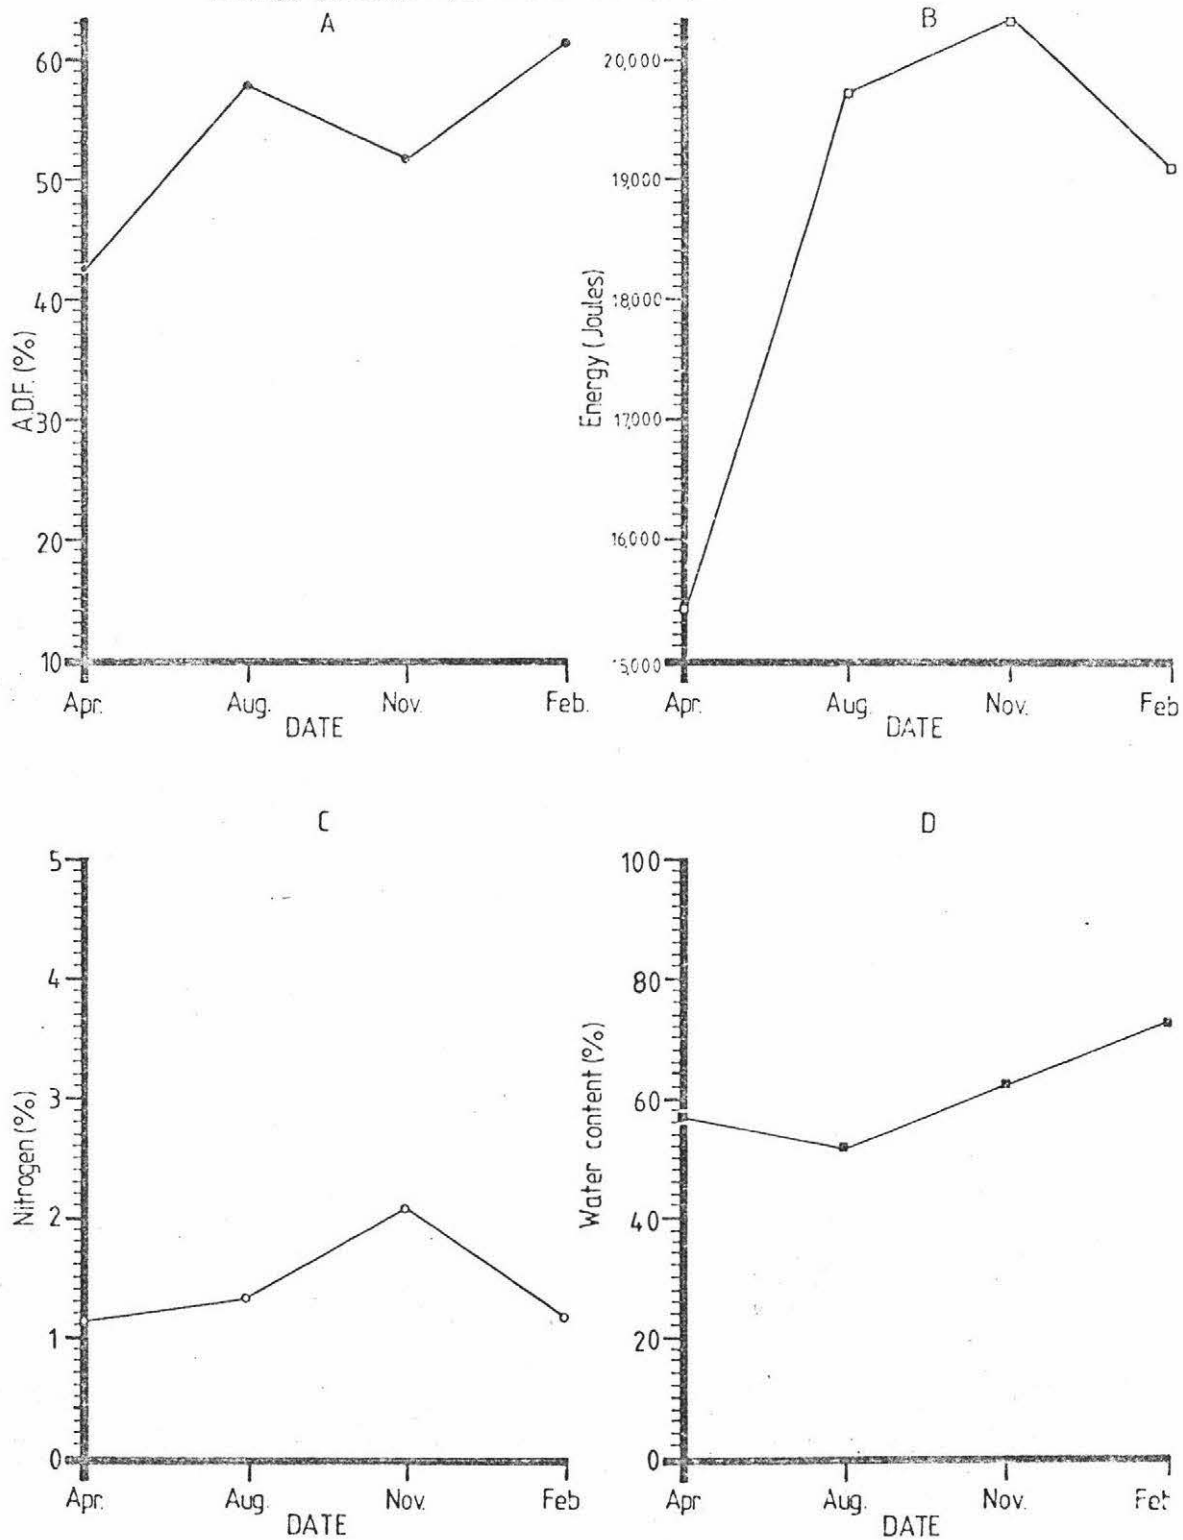 A
60
50
40
30
20
10
A.D.F. (%)
Apr. Aug. Nov. Feb.
DATE
B
20,000
19,000
18,000
17,000
16,000
15,000
Energy (Joules)
Apr. Aug. Nov. Feb
DATE
C
5
4
3
2
1
0
Nitrogen (%)
Apr. Aug. Nov. Feb
DATE
D
100
80
60
40
20
0
Water content (%)
Apr. Aug. Nov. Feb
DATE